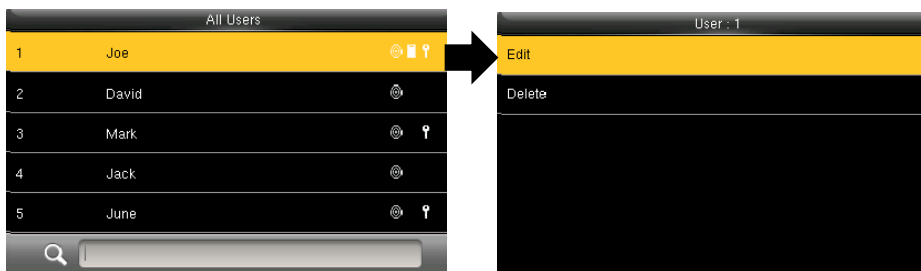 All Users
1 Joe
2 David
3 Mark
4 Jack
5 June
User : 1
Edit
Delete